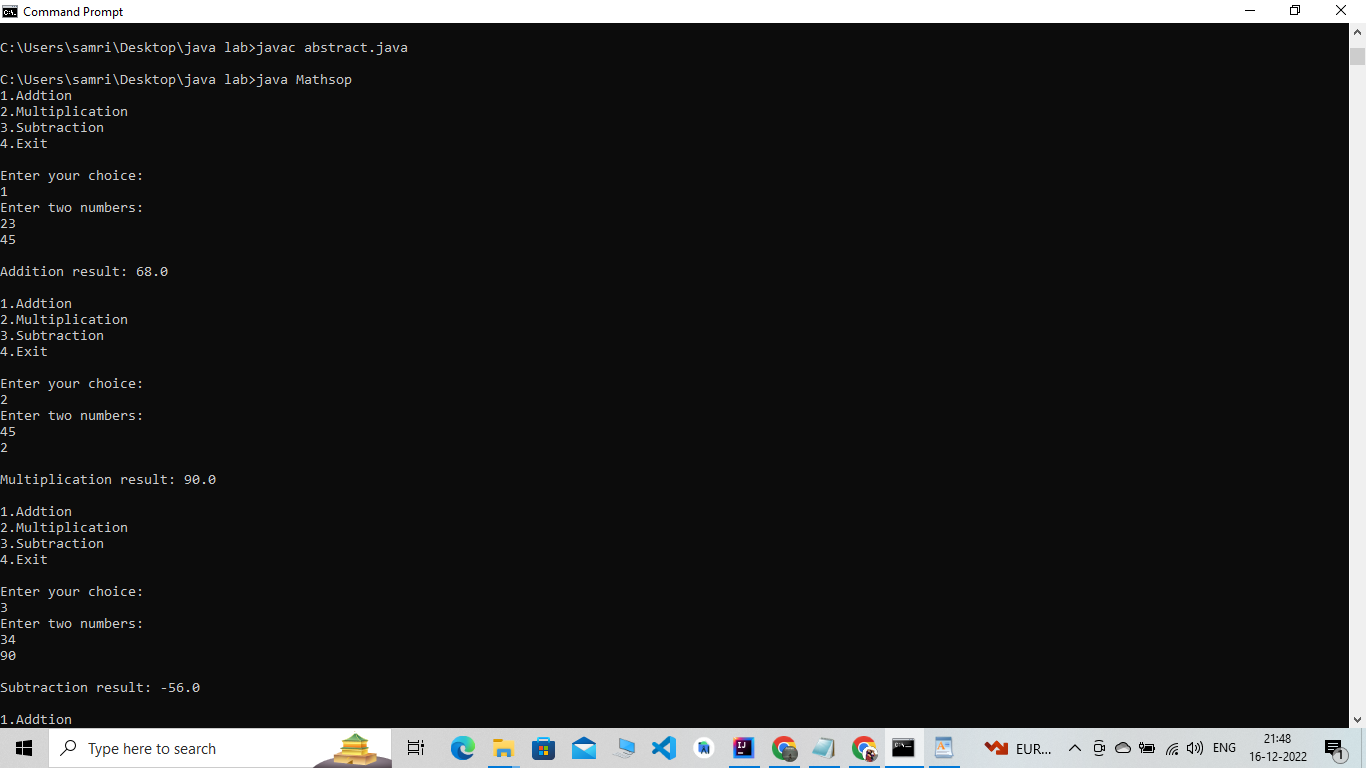 Command Prompt
C:\Users\samri\Desktop\java lab>javac abstract.java
C:\Users\samri\Desktop\java lab>java Mathsop
1.Addtion
2.Multiplication
3.Subtraction
4.Exit
Enter your choice:
1
Enter two numbers:
23
45
Addition result: 68.0
1.Addtion
2.Multiplication
3.Subtraction
4.Exit
Enter your choice:
2
Enter two numbers:
45
2
Multiplication result: 90.0
1.Addtion
2.Multiplication
3.Subtraction
4.Exit
Enter your choice:
3
Enter two numbers:
34
90
Subtraction result: -56.0
1.Addtion
Type here to search
EUR...
ENG
21:48
16-12-2022
1